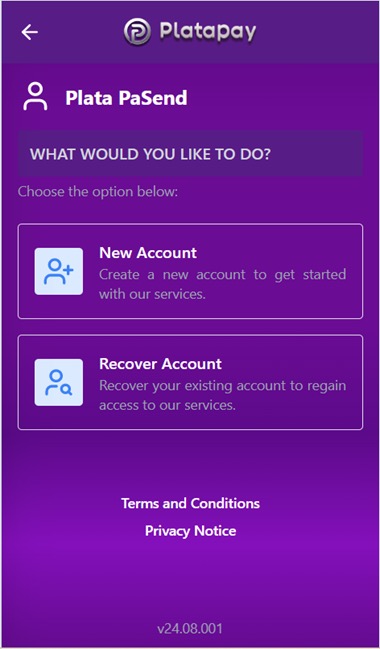 Platapay
Plata PaSend
WHAT WOULD YOU LIKE TO DO?
Choose the option below:
New Account
Create a new account to get started
with our services.
Recover Account
Recover your existing account to regain
access to our services.
Terms and Conditions
Privacy Notice
v24.08.001